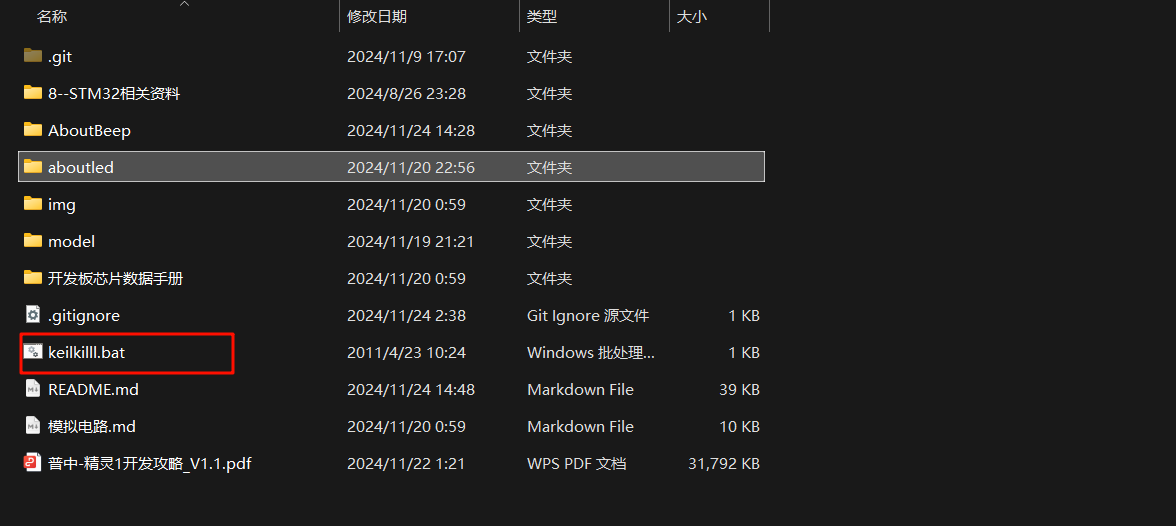 名称 修改日期 类型 大小
.git 2024/11/9 17:07 文件夹
8--STM32相关资料 2024/8/26 23:28 文件夹
AboutBeep 2024/11/24 14:28 文件夹
aboutled 2024/11/20 22:56 文件夹
img 2024/11/20 0:59 文件夹
model 2024/11/19 21:21 文件夹
开发板芯片数据手册 2024/11/20 0:59 文件夹
.gitignore 2024/11/24 2:38 Git Ignore 源文件 1 KB
keilkilll.bat 2011/4/23 10:24 Windows 批处理... 1 KB
README.md 2024/11/24 14:48 Markdown File 39 KB
模拟电路.md 2024/11/20 0:59 Markdown File 10 KB
普中-精灵1开发攻略_V1.1.pdf 2024/11/22 1:21 WPS PDF 文档 31,792 KB